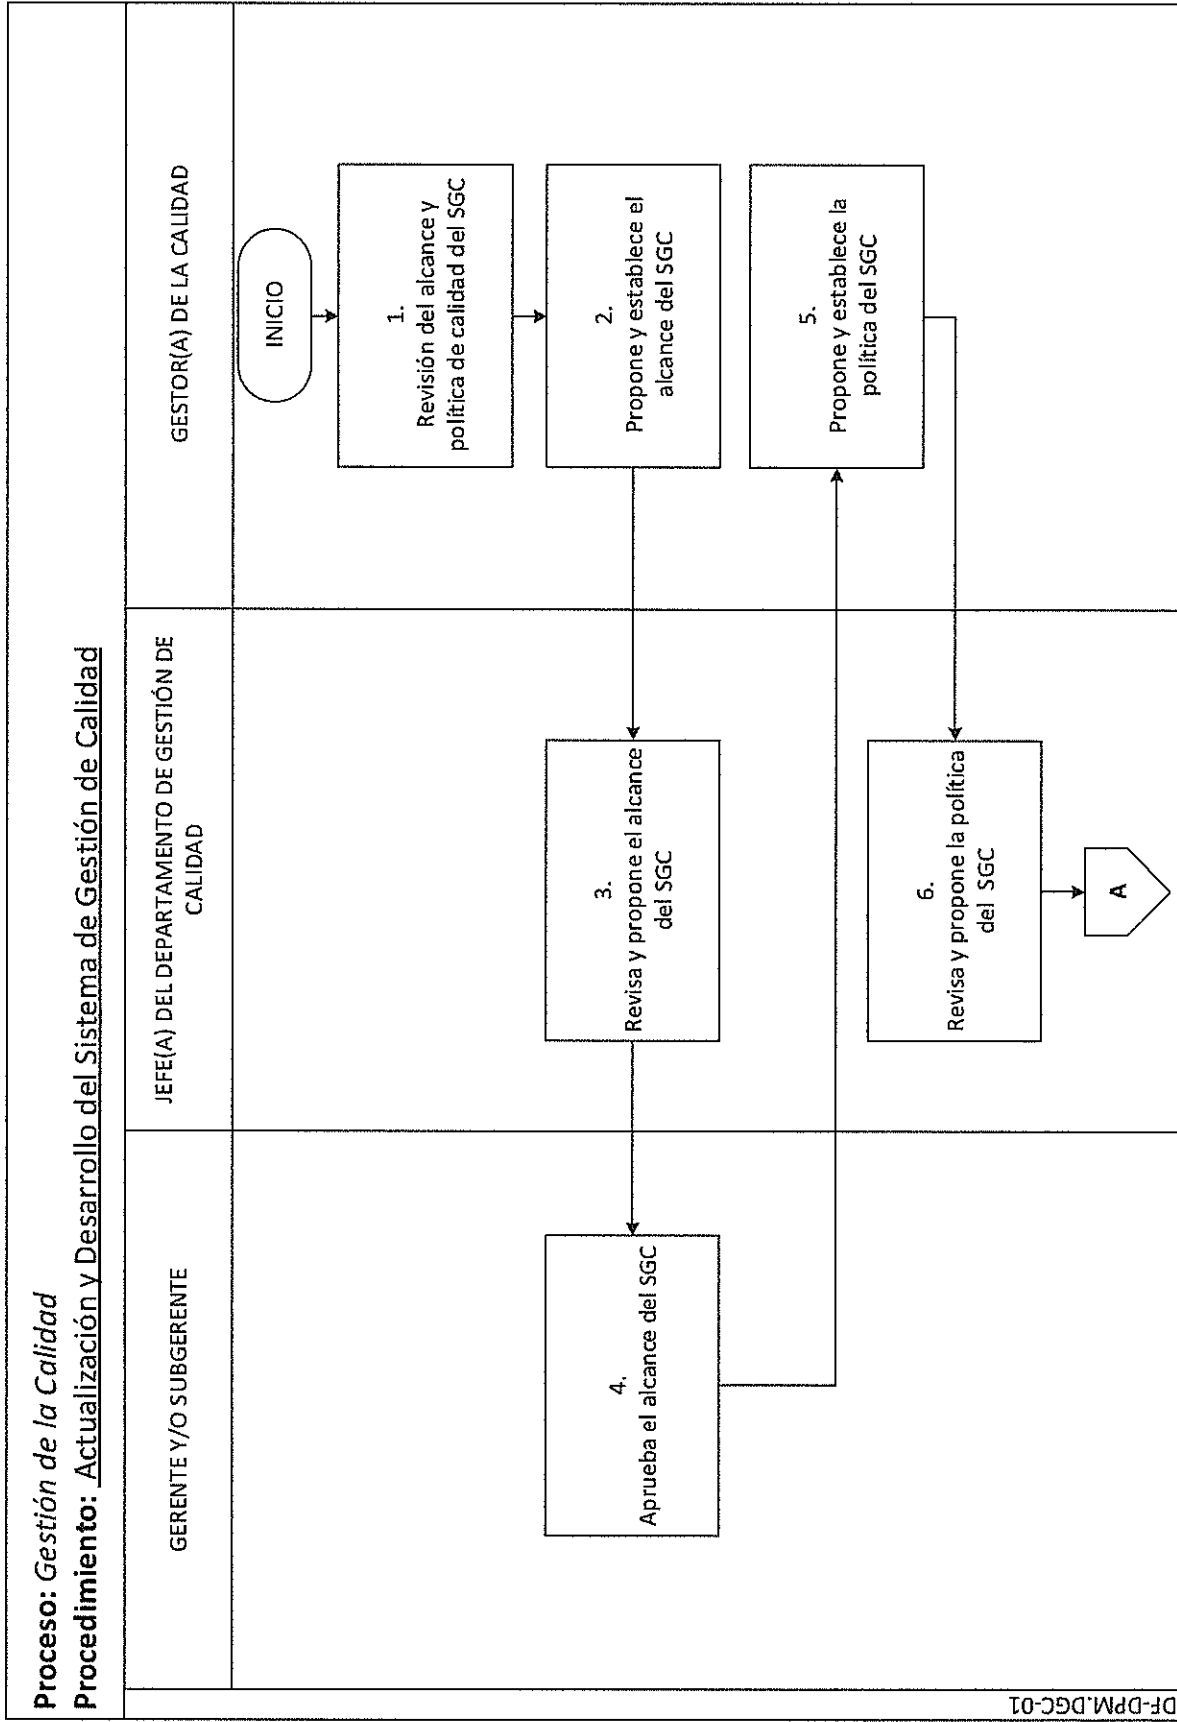 Proceso: Gestión de la Calidad
Procedimiento: Actualización y Desarrollo del Sistema de Gestión de Calidad
GERENTE Y/O SUBGERENTE
JEFE(A) DEL DEPARTAMENTO DE GESTIÓN DE
CALIDAD
GESTOR(A) DE LA CALIDAD
INICIO
1.
Revisión del alcance y
política de calidad del SGC
2.
Propone y establece el
alcance del SGC
3.
Revisa y propone el alcance
del SGC
4.
Aprueba el alcance del SGC
5.
Propone y establece la
política del SGC
6.
Revisa y propone la política
del SGC
A
DF-DPM.DGC-01